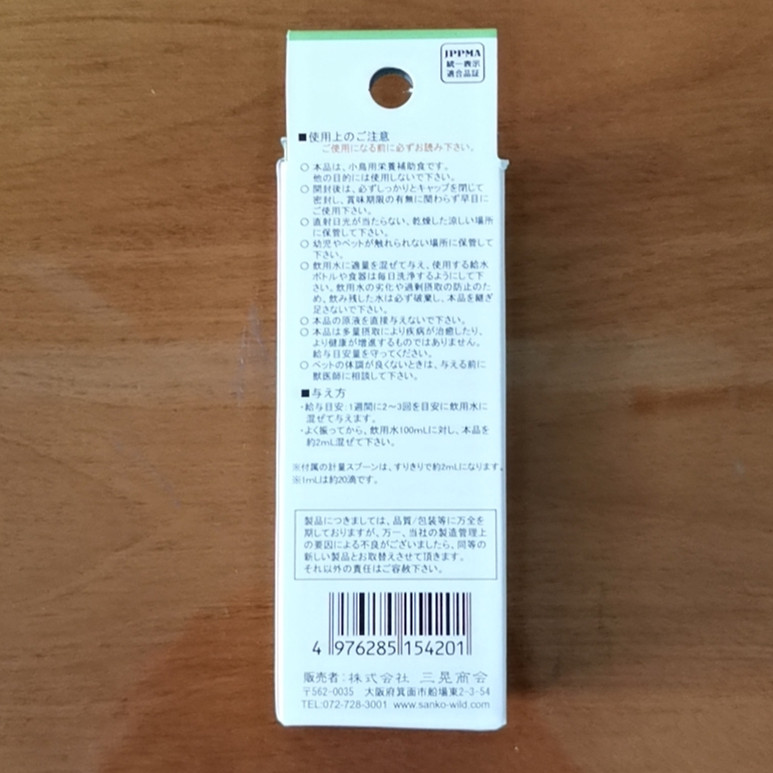 JPPMA
統一表示
適合品証
■使用上のご注意
ご使用になる前に必ずお読み下さい。
○ 本品は、小鳥用栄養補助食です。
他の目的には使用しないで下さい。
○ 開封後は、必ずしっかりとキャップを閉じて
密封し、賞味期限の有無に関わらず早目に
ご使用下さい。
○ 直射日光が当たらない、乾燥した涼しい場所
に保管して下さい。
○ 幼児やペットが触れられない場所に保管して
下さい。
○ 飲用水に適量を混ぜて与え、使用する給水
ボトルや食器は毎日洗浄するようにして下
さい。飲用水の劣化や過剰摂取の防止のた
め、飲み残した水は必ず破棄し、本品を継ぎ
足さないで下さい。
○ 本品の原液を直接与えないで下さい。
○ 本品は多量摂取により疾病が治癒したり、
より健康が増進するものではありません。
給与目安量を守ってください。
○ ペットの体調が良くないときは、与える前に
獣医師に相談して下さい。
■与え方
・給与目安:1週間に2〜3回を目安に飲用水に
混ぜて与えます。
・よく振ってから、飲用水100mLに対し、本品を
約2mL混ぜて下さい。
※付属の計量スプーンは、すりきりで約2mLになります。
※1mLは約20滴です。
製品につきましては、品質/包装等に万全を
期しておりますが、万一、当社の製造管理上
の要因による不良がございましたら、同等の
新しい製品とお取替えさせて頂きます。
それ以外の責任はご容赦下さい。
4 976285 154201
販売者:株式会社 三晃商会
〒562-0035 大阪府箕面市船場東2-3-54
TEL:072-728-3001 www.sanko-wild.com